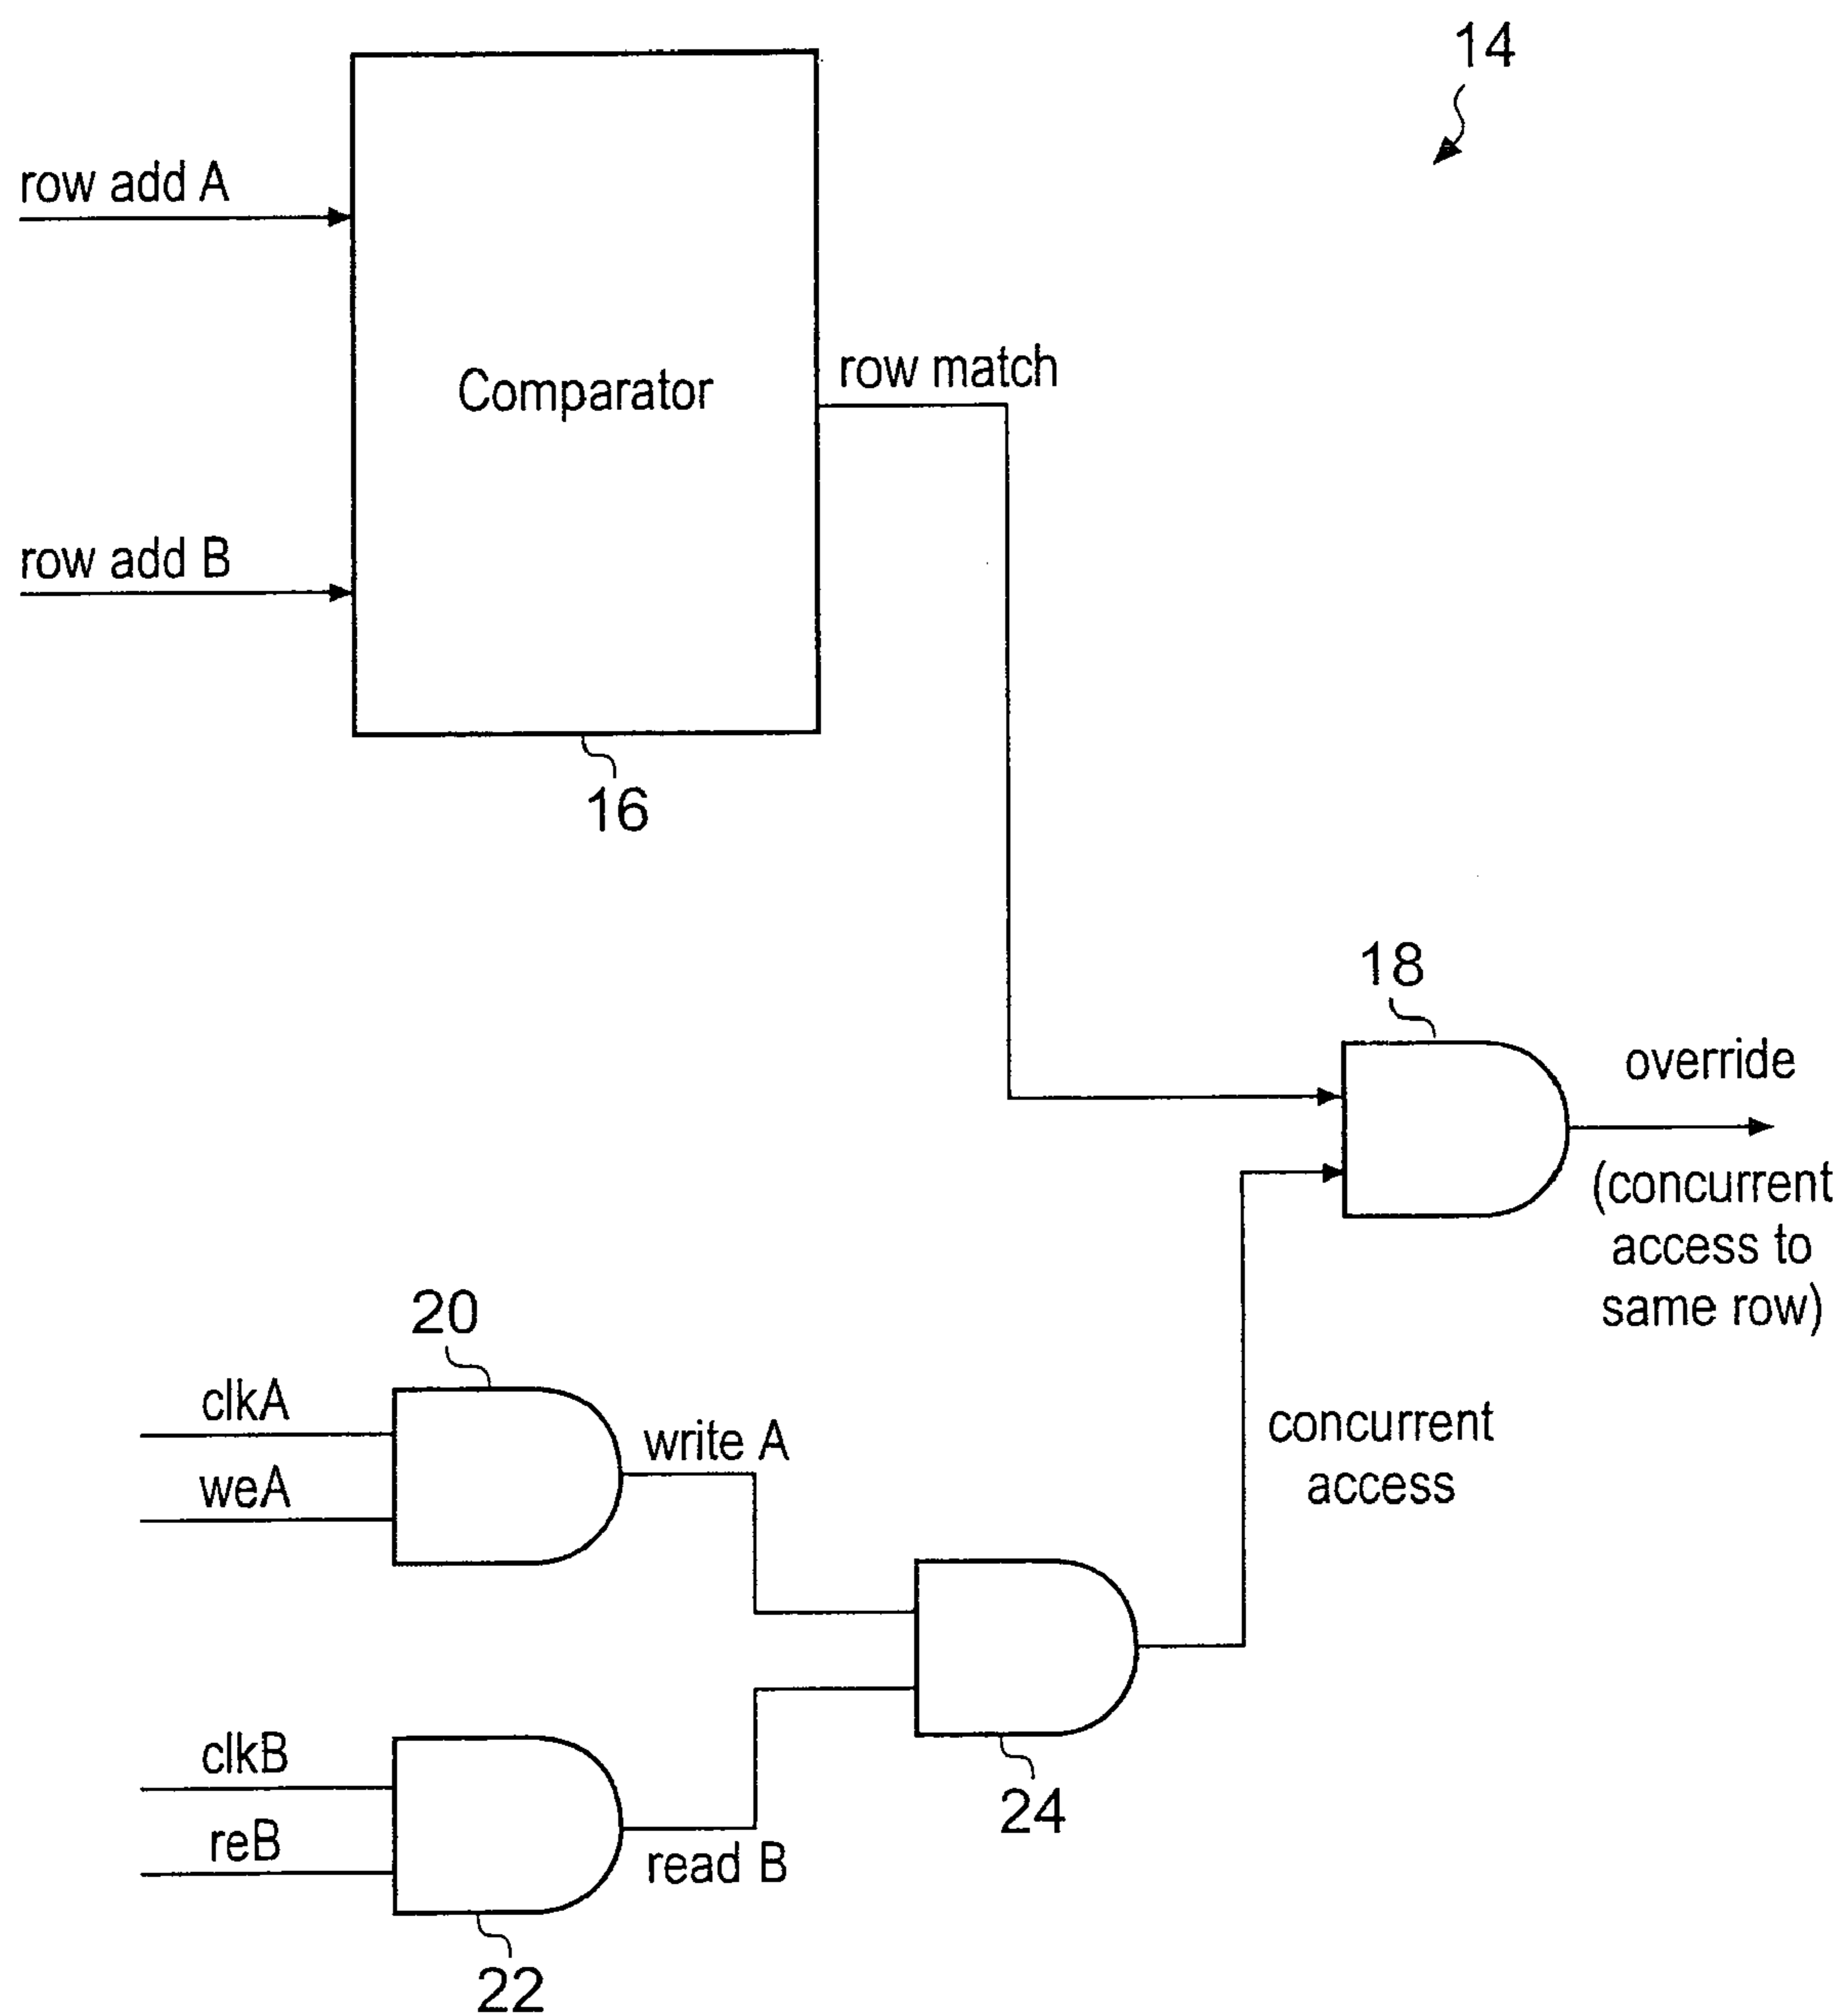 14
row add A
Comparator
row match
row add B
16
18
override
(concurrent
access to
same row)
20
clkA
weA
write A
concurrent
access
24
clkB
reB
read B
22